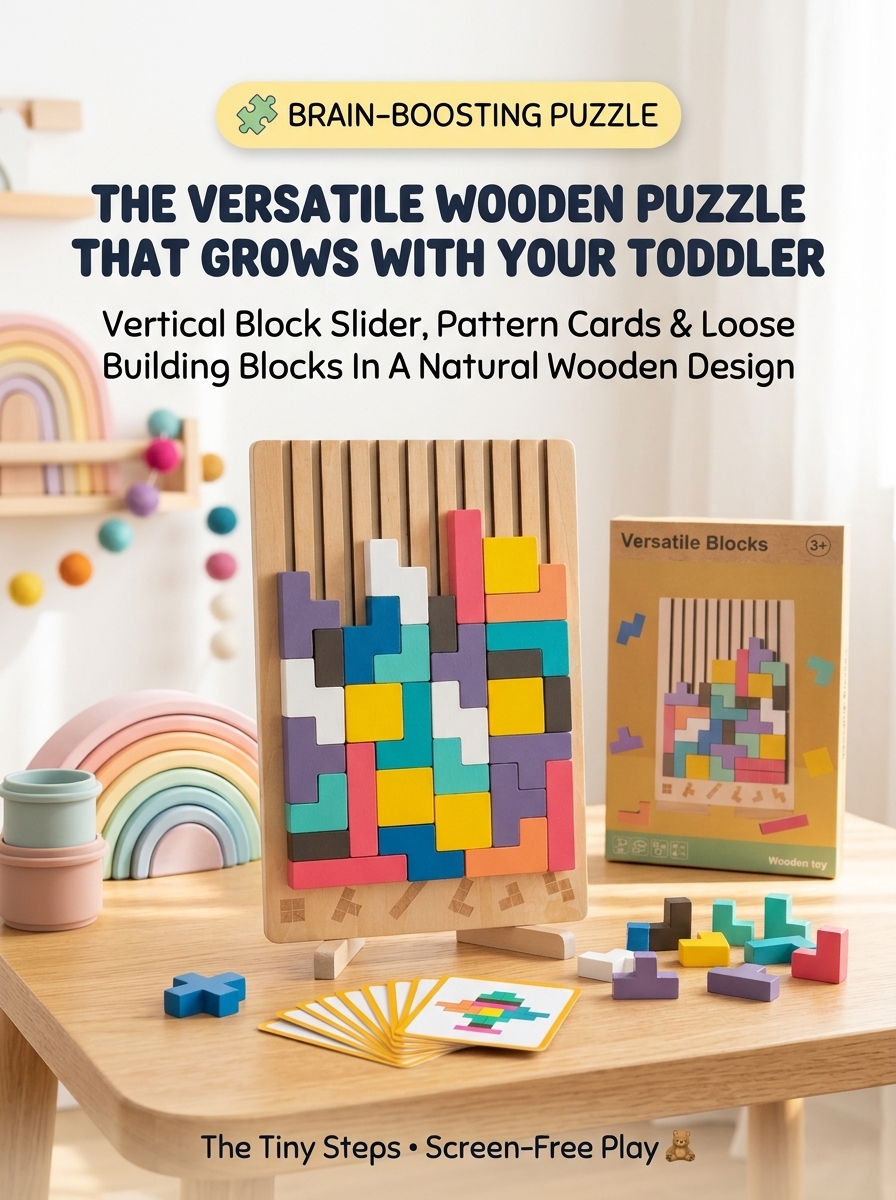 BRAIN-BOOSTING PUZZLE
THE VERSATILE WOODEN PUZZLE
THAT GROWS WITH YOUR TODDLER
Vertical Block Slider, Pattern Cards & Loose
Building Blocks In A Natural Wooden Design
Versatile Blocks 3+
Wooden toy
The Tiny Steps • Screen-Free Play